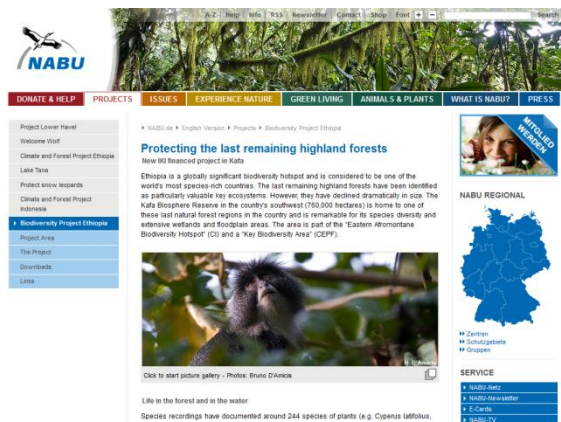 A-Z Help Info RSS Newsletter Contact Shop Font + - Search
NABU
DONATE & HELP PROJECTS ISSUES EXPERIENCE NATURE GREEN LIVING ANIMALS & PLANTS WHAT IS NABU? PRESS
Project Lower Havel
Welcome Wolf
Climate and Forest Project Ethiopia
Lake Tana
Protect snow leopards
Climate and Forest Project
Indonesia
Biodiversity Project Ethiopia
Project Area
The Project
Downloads
Links
NABU.de English Version Projects Biodiversity Project Ethiopia
Protecting the last remaining highland forests
New IKI financed project in Kafa
Ethiopia is a globally significant biodiversity hotspot and is considered to be one of the
world's most species-rich countries. The last remaining highland forests have been identified
as particularly valuable key ecosystems. However, they have declined dramatically in size. The
Kafa Biosphere Reserve in the country's southwest (760,000 hectares) is home to one of
these last natural forest regions in the country and is remarkable for its species diversity and
extensive wetlands and floodplain areas. The area is part of the "Eastern Afromontane
Biodiversity Hotspot" (CI) and a "Key Biodiversity Area" (CEPF).
B. D'Amicis
Click to start picture gallery - Photos: Bruno D'Amicis
Life in the forest and in the water
Species recordings have documented around 244 species of plants (e.g. Cyperus latifolius,
MITGLIED
WERDEN
NABU REGIONAL
Zentren
Schutzgebiete
Gruppen
SERVICE
NABU-Netz
NABU-Newsletter
E-Cards
NABU-TV